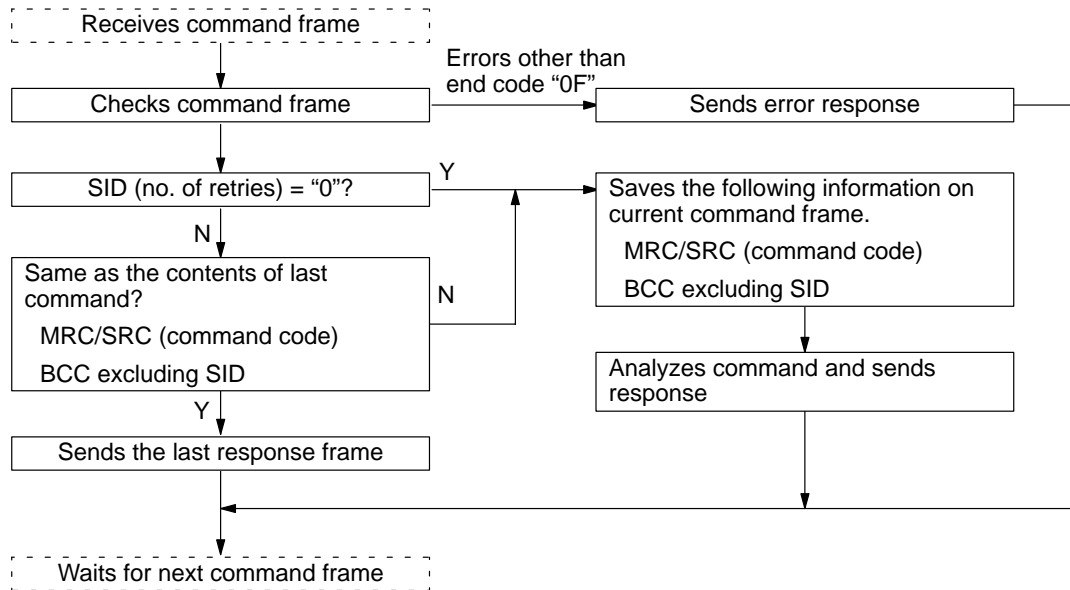 Receives command frame
Errors other than
end code “0F”
Checks command frame
Sends error response
SID (no. of retries) = “0”?
Y
Saves the following information on
current command frame.
MRC/SRC (command code)
BCC excluding SID
N
Same as the contents of last
command?
MRC/SRC (command code)
BCC excluding SID
N
Analyzes command and sends
response
Y
Sends the last response frame
Waits for next command frame